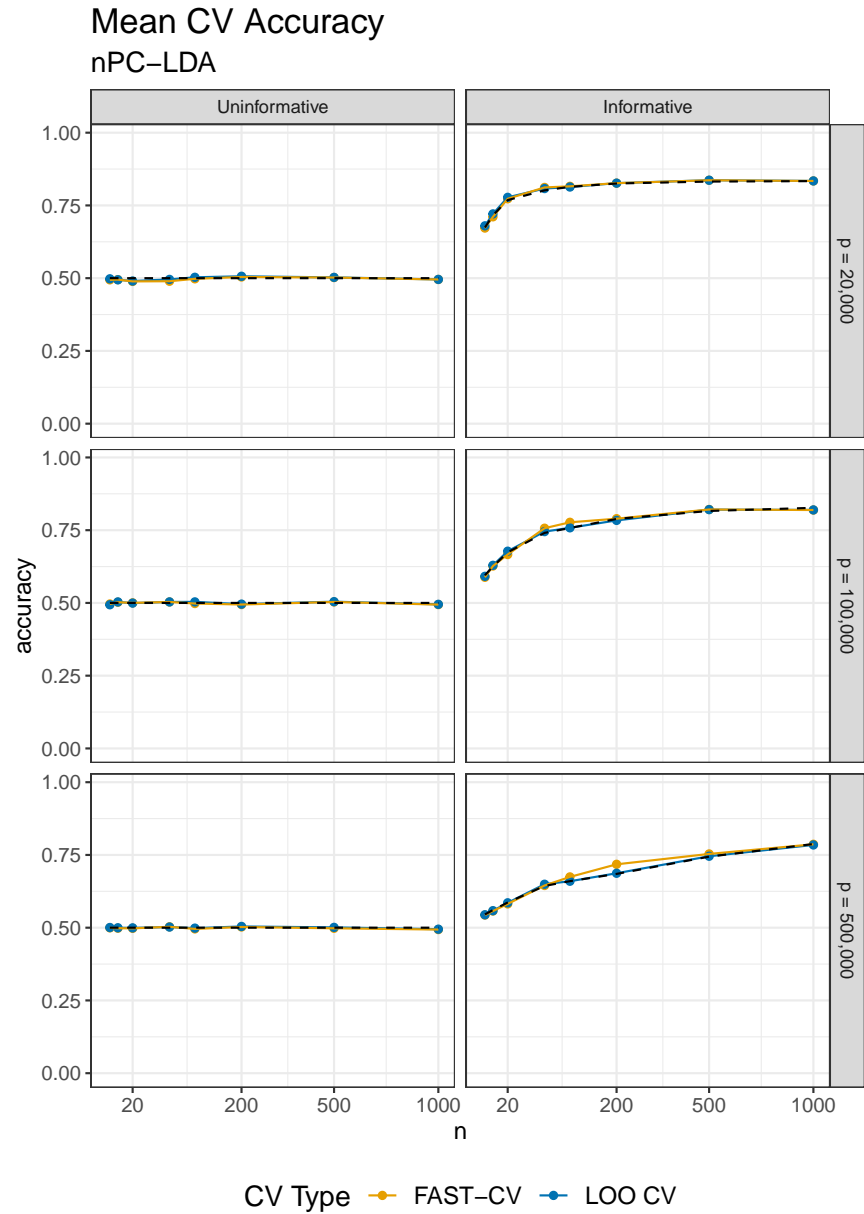 Mean CV Accuracy
nPC−LDA
Uninformative Informative
1.00
0.75
0.50
0.25
0.00
p = 20,000
1.00
0.75
0.50
0.25
0.00
p = 100,000
accuracy
1.00
0.75
0.50
0.25
0.00
p = 500,000
20 200 500 1000 20 200 500 1000
n
CV Type FAST−CV LOO CV